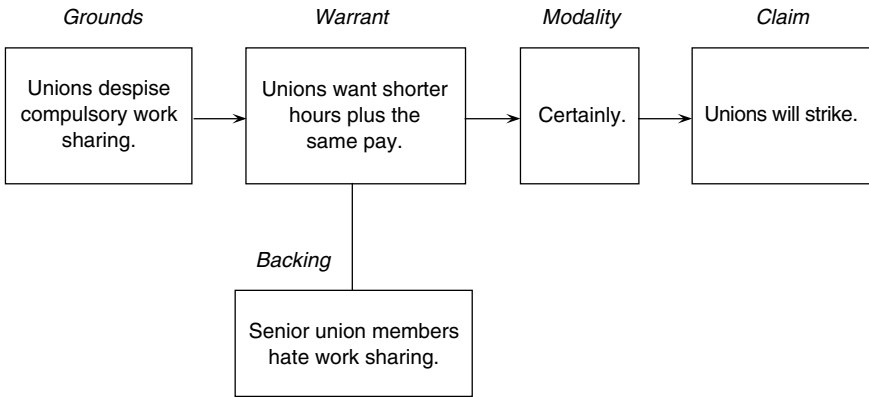 Grounds
Warrant
Modality
Claim
Unions despise
compulsory work
sharing.
Unions want shorter
hours plus the
same pay.
Certainly.
Unions will strike.
Backing
Senior union members
hate work sharing.